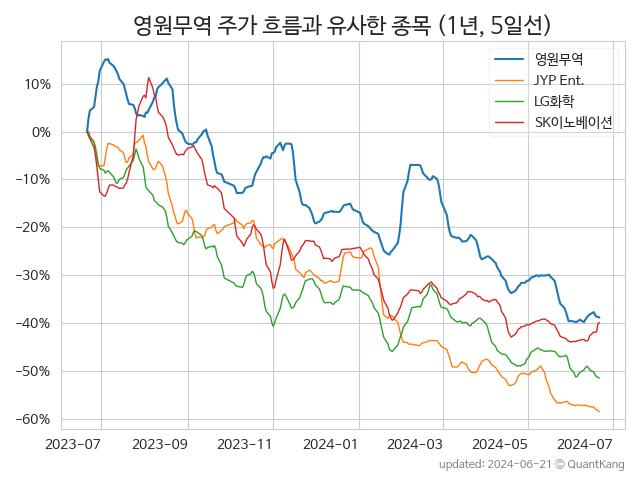 영원무역 주가 흐름과 유사한 종목 (1년, 5일선)
영원무역
JYP Ent.
LG화학
SK이노베이션
10%
0%
−10%
−20%
−30%
−40%
−50%
−60%
2023-07
2023-09
2023-11
2024-01
2024-03
2024-05
2024-07
updated: 2024-06-21 © QuantKang